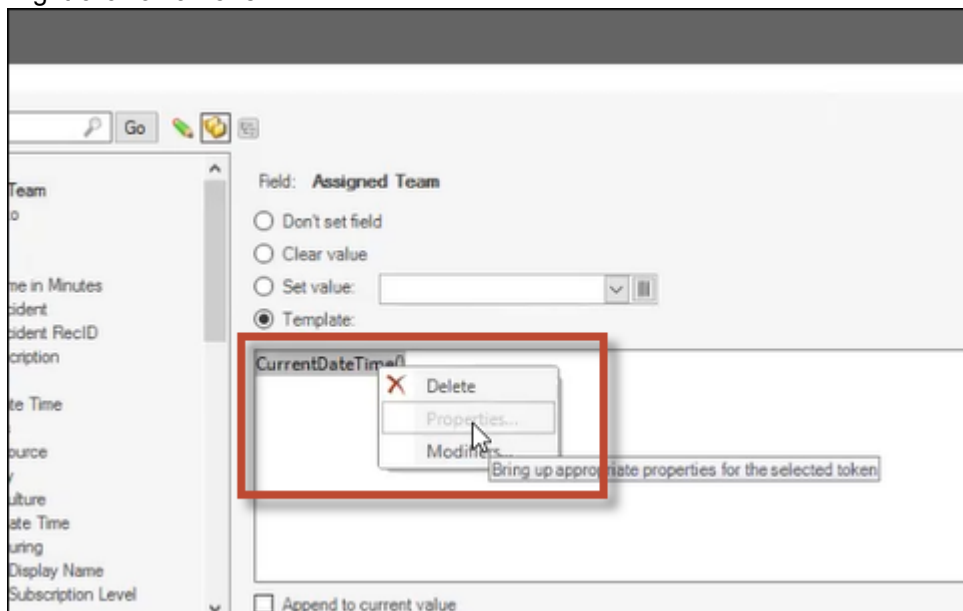 Go
Team
o
me in Minutes
cident
cident RecID
cription
te Time
s
ource
y
ulture
ate Time
uring
Display Name
Subscription Level
Field: Assigned Team
Don't set field
Clear value
Set value:
Template:
CurrentDateTime()
Delete
Properties...
Modifiers...
Bring up appropriate properties for the selected token
Append to current value